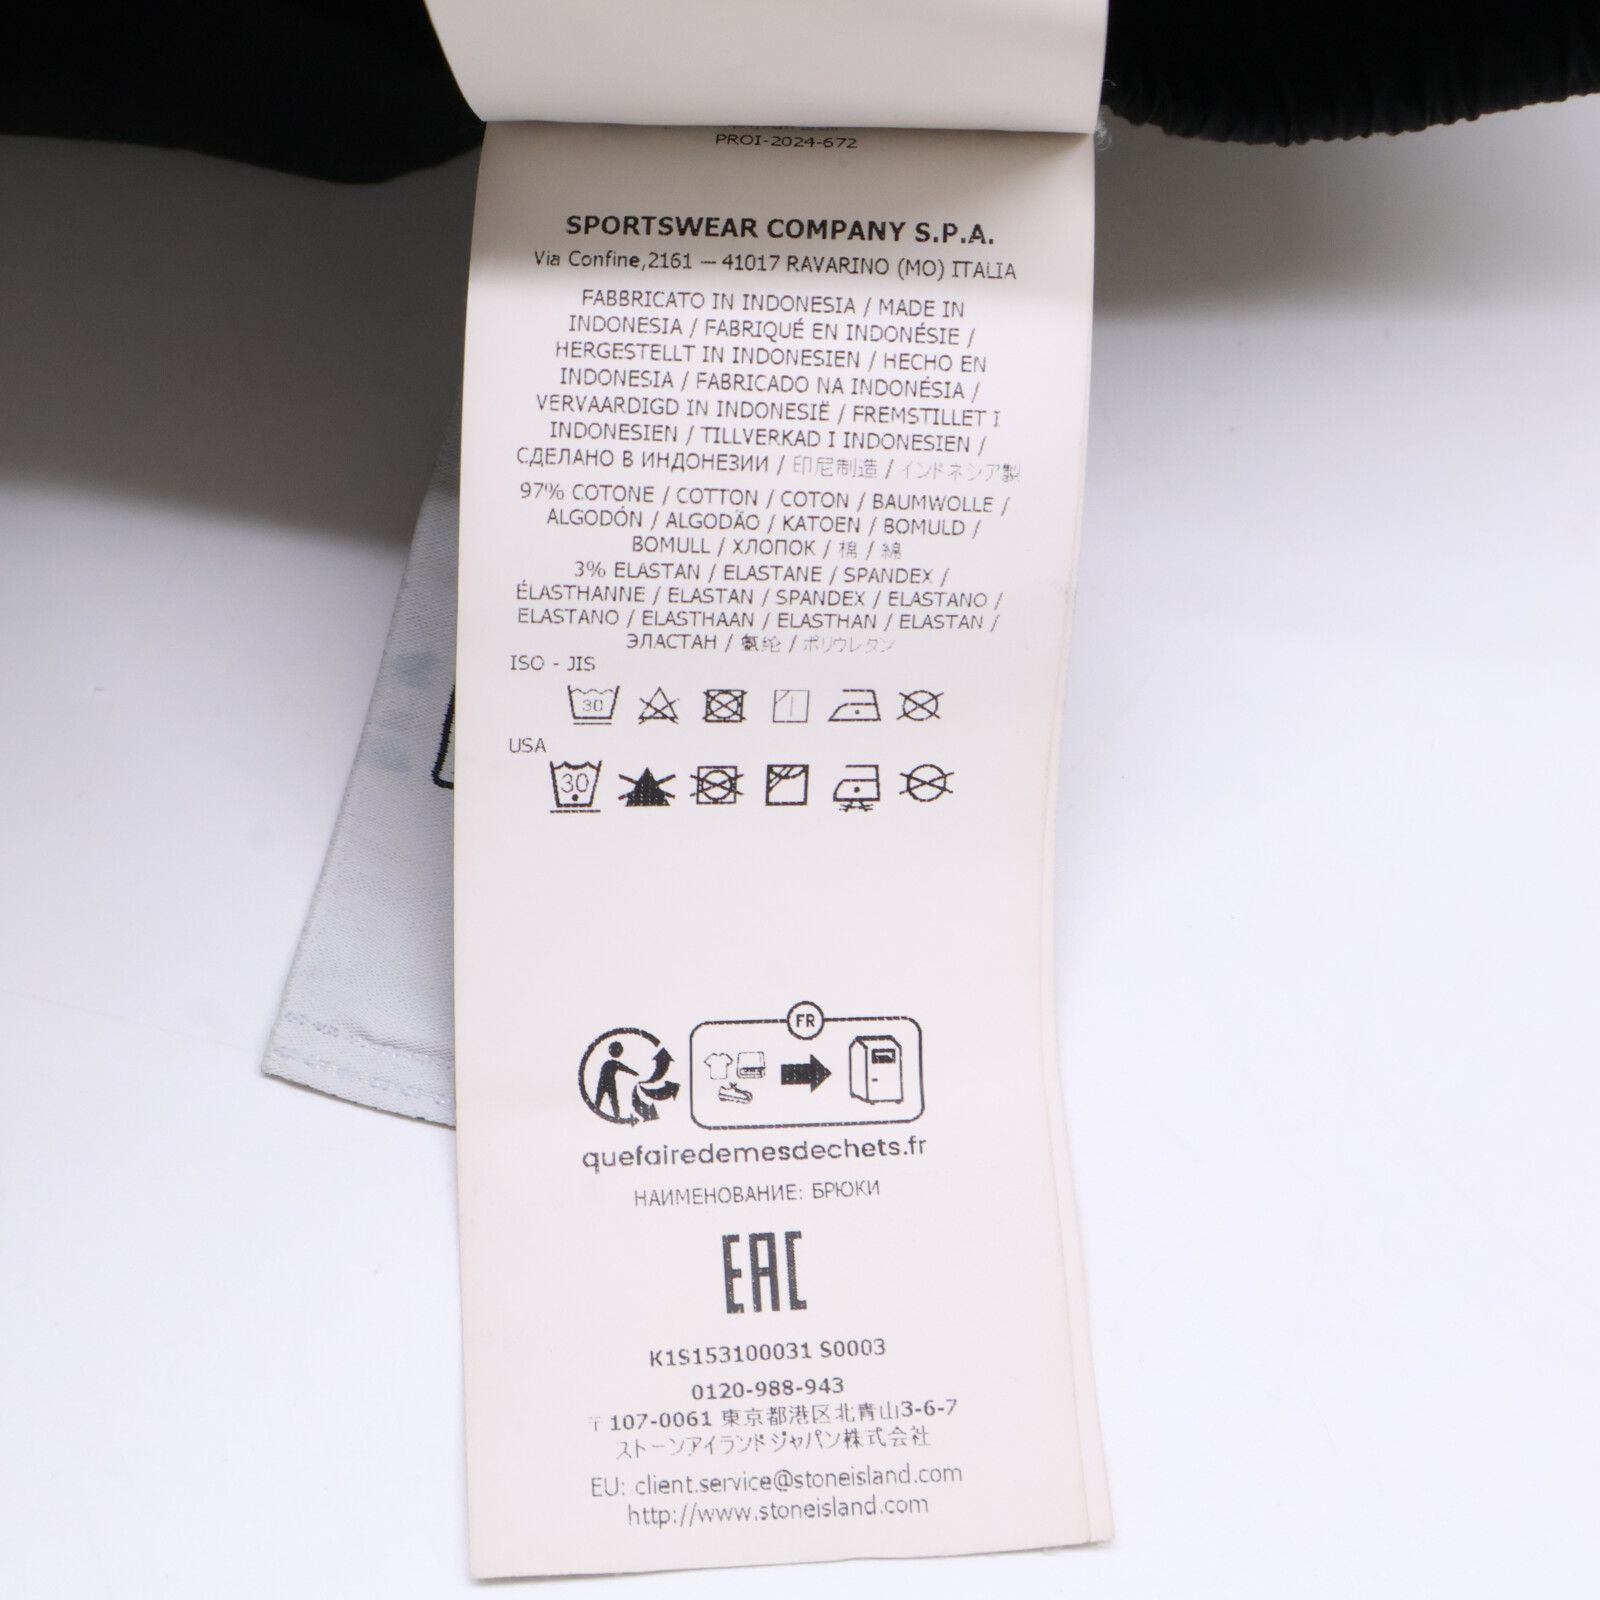 PROI-2024-672
SPORTSWEAR COMPANY S.P.A.
Via Confine,2161 — 41017 RAVARINO (MO) ITALIA
FABBRICATO IN INDONESIA / MADE IN
INDONESIA / FABRIQUÉ EN INDONÉSIE /
HERGESTELLT IN INDONESIEN / HECHO EN
INDONESIA / FABRICADO NA INDONÉSIA /
VERVAARDIGD IN INDONESIË / FREMSTILLET I
INDONESIEN / TILLVERKAD I INDONESIEN /
СДЕЛАНО В ИНДОНЕЗИИ / 印尼制造 / インドネシア製
97% COTONE / COTTON / COTON / BAUMWOLLE /
ALGODÓN / ALGODÃO / KATOEN / BOMULD /
BOMULL / ХЛОПОК / 棉 / 綿
3% ELASTAN / ELASTANE / SPANDEX /
ÉLASTHANNE / ELASTAN / SPANDEX / ELASTANO /
ELASTANO / ELASTHAAN / ELASTHAN / ELASTAN /
ЭЛАСТАН / 氨纶 / ポリウレタン
ISO - JIS
30
USA
30
FR
quefairedemesdechets.fr
НАИМЕНОВАНИЕ: БРЮКИ
EAC
K1S153100031 S0003
0120-988-943
〒107-0061 東京都港区北青山3-6-7
ストーンアイランドジャパン株式会社
EU: client.service@stoneisland.com
http://www.stoneisland.com